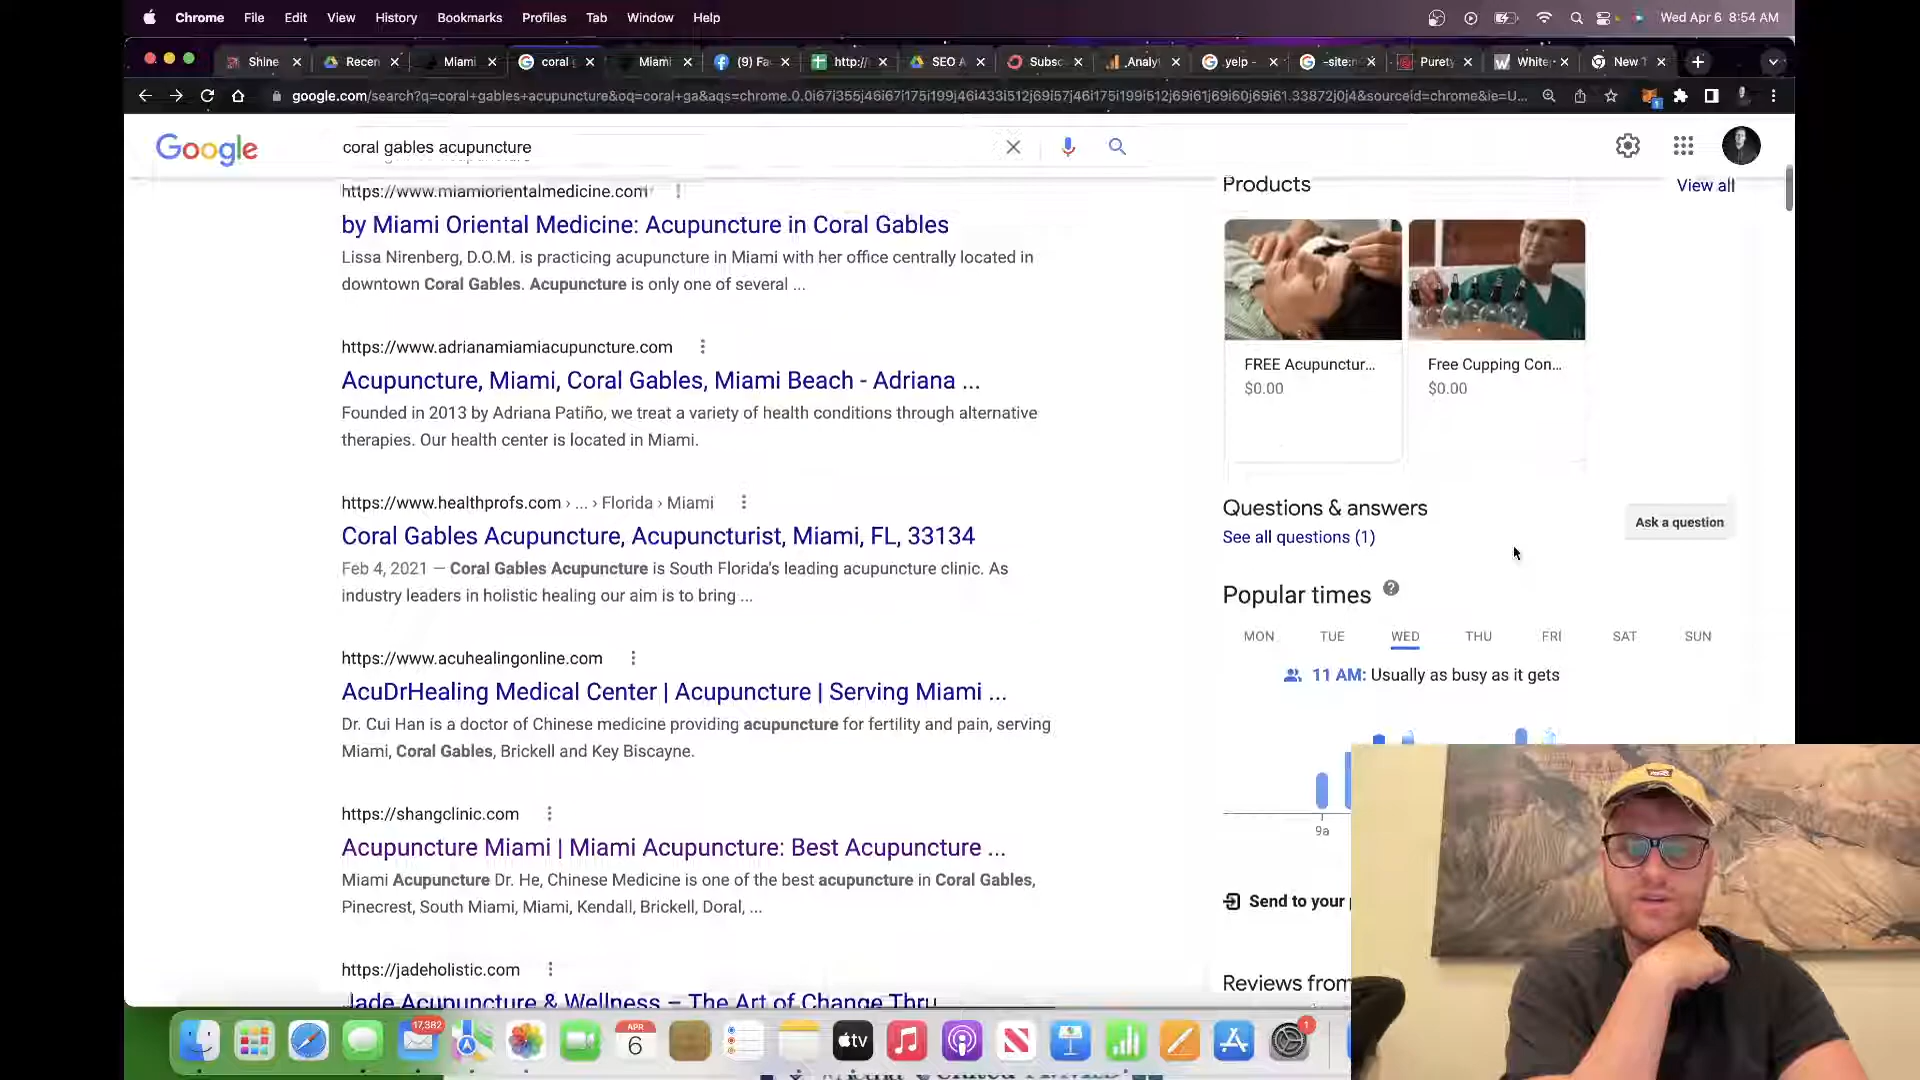 Chrome File Edit View History Bookmarks Profiles Tab Window Help
Wed Apr 6 8:54 AM
Shine
Recen
Miami
coral
Miami
(9) Fa
http:/
SEO A
Subsc
Analyt
yelp -
-site:n
Purety
White
New T
google.com/search?q=coral+gables+acupuncture&oq=coral+ga&aqs=chrome.0.0i67i355j46i67i175i199j46i433i512j69i57j46i175i199i512j69i61j69i60j69i61.33872j0j4&sourceid=chrome&ie=U...
Google
coral gables acupuncture
https://www.miamiorientalmedicine.com
by Miami Oriental Medicine: Acupuncture in Coral Gables
Lissa Nirenberg, D.O.M. is practicing acupuncture in Miami with her office centrally located in
downtown Coral Gables. Acupuncture is only one of several ...
https://www.adrianamiamiacupuncture.com
Acupuncture, Miami, Coral Gables, Miami Beach - Adriana ...
Founded in 2013 by Adriana Patiño, we treat a variety of health conditions through alternative
therapies. Our health center is located in Miami.
https://www.healthprofs.com › ... › Florida › Miami
Coral Gables Acupuncture, Acupuncturist, Miami, FL, 33134
Feb 4, 2021 — Coral Gables Acupuncture is South Florida's leading acupuncture clinic. As
industry leaders in holistic healing our aim is to bring ...
https://www.acuhealingonline.com
AcuDrHealing Medical Center | Acupuncture | Serving Miami ...
Dr. Cui Han is a doctor of Chinese medicine providing acupuncture for fertility and pain, serving
Miami, Coral Gables, Brickell and Key Biscayne.
https://shangclinic.com
Acupuncture Miami | Miami Acupuncture: Best Acupuncture ...
Miami Acupuncture Dr. He, Chinese Medicine is one of the best acupuncture in Coral Gables,
Pinecrest, South Miami, Miami, Kendall, Brickell, Doral, ...
https://jadeholistic.com
Jade Acupuncture & Wellness – The Art of Change Thru
Products
View all
FREE Acupunctur...
$0.00
Free Cupping Con...
$0.00
Questions & answers
See all questions (1)
Ask a question
Popular times
MON TUE WED THU FRI SAT SUN
11 AM: Usually as busy as it gets
9a
Send to your
Reviews from
17,382
APR
6
tv
1